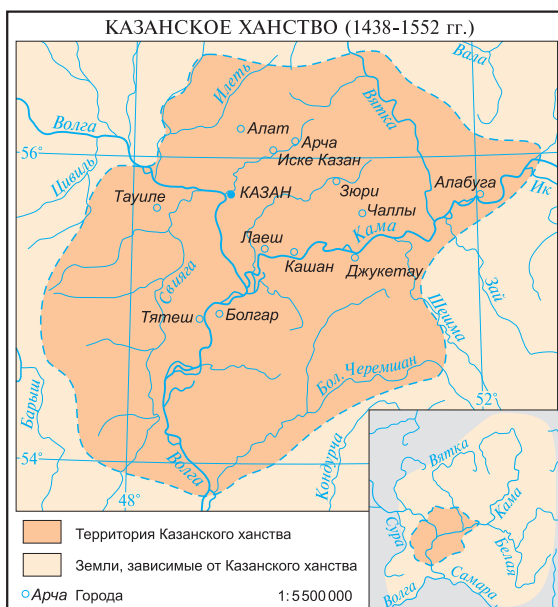 КАЗАНСКОЕ ХАНСТВО (1438-1552 гг.)
Илеть
Вала
Волга
Вятка
Алат
Арча
56°
Иске Казан
Цивиль
Тауиле
КАЗАН
Зюри
Алабуга
Ик
Чаллы
Кама
Лаеш
Кашан
Джукетау
Свияга
Зай
Шешма
Тятеш
Болгар
Бол. Черемшан
Барыш
52°
Кондурча
54°
Волга
48°
Вятка
Кама
Сура
Белая
Волга
Самара
Территория Казанского ханства
Земли, зависимые от Казанского ханства
Арча Города
1:5 500 000